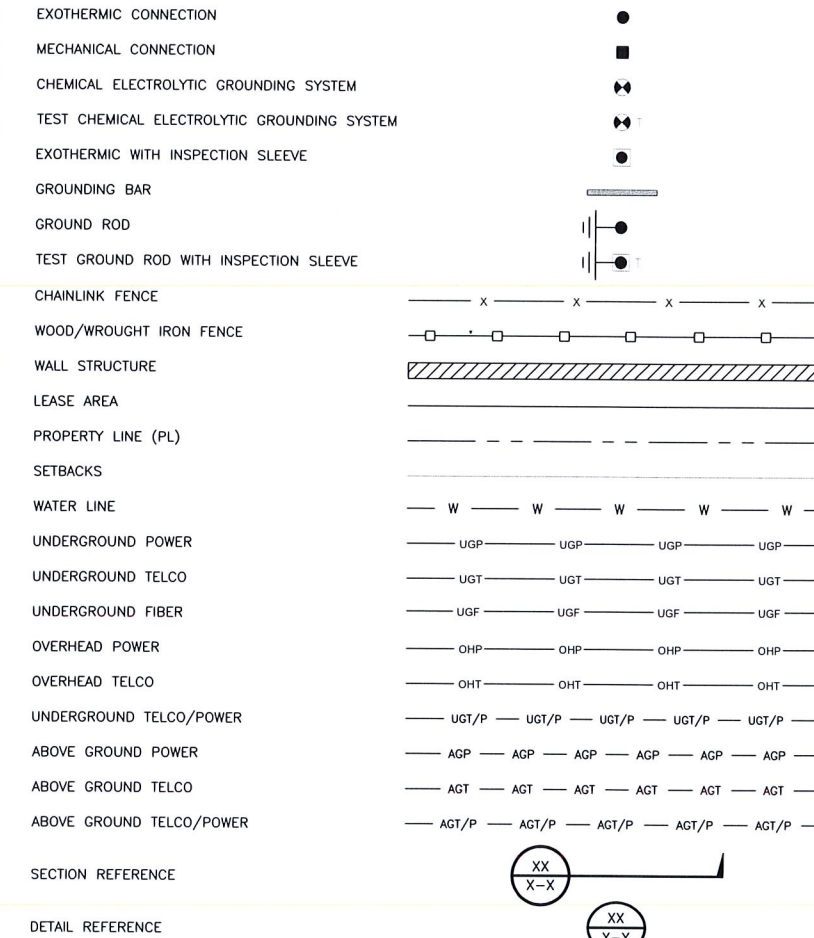 EXOTHERMIC CONNECTION
MECHANICAL CONNECTION
CHEMICAL ELECTROLYTIC GROUNDING SYSTEM
TEST CHEMICAL ELECTROLYTIC GROUNDING SYSTEM T
EXOTHERMIC WITH INSPECTION SLEEVE
GROUNDING BAR
GROUND ROD
TEST GROUND ROD WITH INSPECTION SLEEVE T
CHAINLINK FENCE X X X X
WOOD/WROUGHT IRON FENCE
WALL STRUCTURE
LEASE AREA
PROPERTY LINE (PL)
SETBACKS
WATER LINE W W W W W
UNDERGROUND POWER UGP UGP UGP UGP
UNDERGROUND TELCO UGT UGT UGT UGT
UNDERGROUND FIBER UGF UGF UGF UGF
OVERHEAD POWER OHP OHP OHP OHP
OVERHEAD TELCO OHT OHT OHT OHT
UNDERGROUND TELCO/POWER UGT/P UGT/P UGT/P UGT/P UGT/P
ABOVE GROUND POWER AGP AGP AGP AGP AGP AGP
ABOVE GROUND TELCO AGT AGT AGT AGT AGT AGT
ABOVE GROUND TELCO/POWER AGT/P AGT/P AGT/P AGT/P AGT/P
XX
SECTION REFERENCE
X-X
XX
DETAIL REFERENCE
X-X